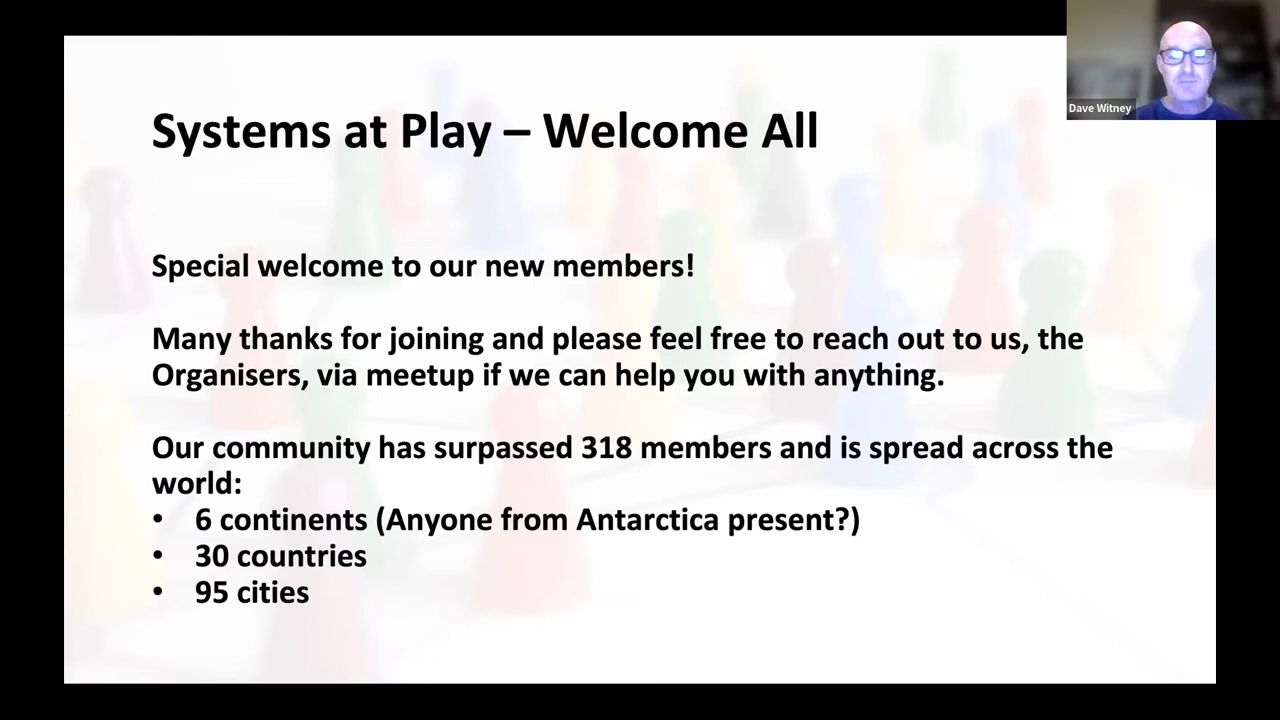 Dave Witney
Systems at Play – Welcome All
Special welcome to our new members!
Many thanks for joining and please feel free to reach out to us, the
Organisers, via meetup if we can help you with anything.
Our community has surpassed 318 members and is spread across the
world:
• 6 continents (Anyone from Antarctica present?)
• 30 countries
• 95 cities